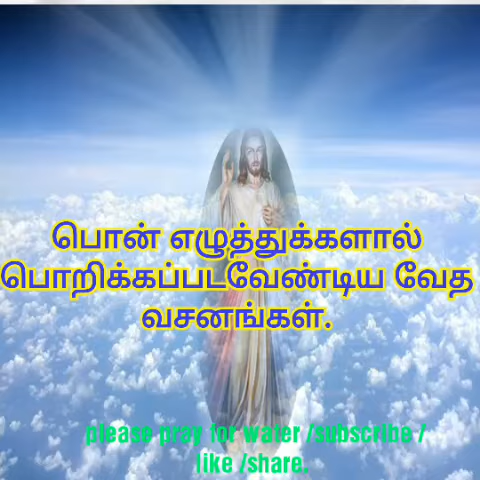 பொன் எழுத்துக்களால்
பொறிக்கப்படவேண்டிய வேத
வசனங்கள்.
please pray for water /subscribe /
like /share.